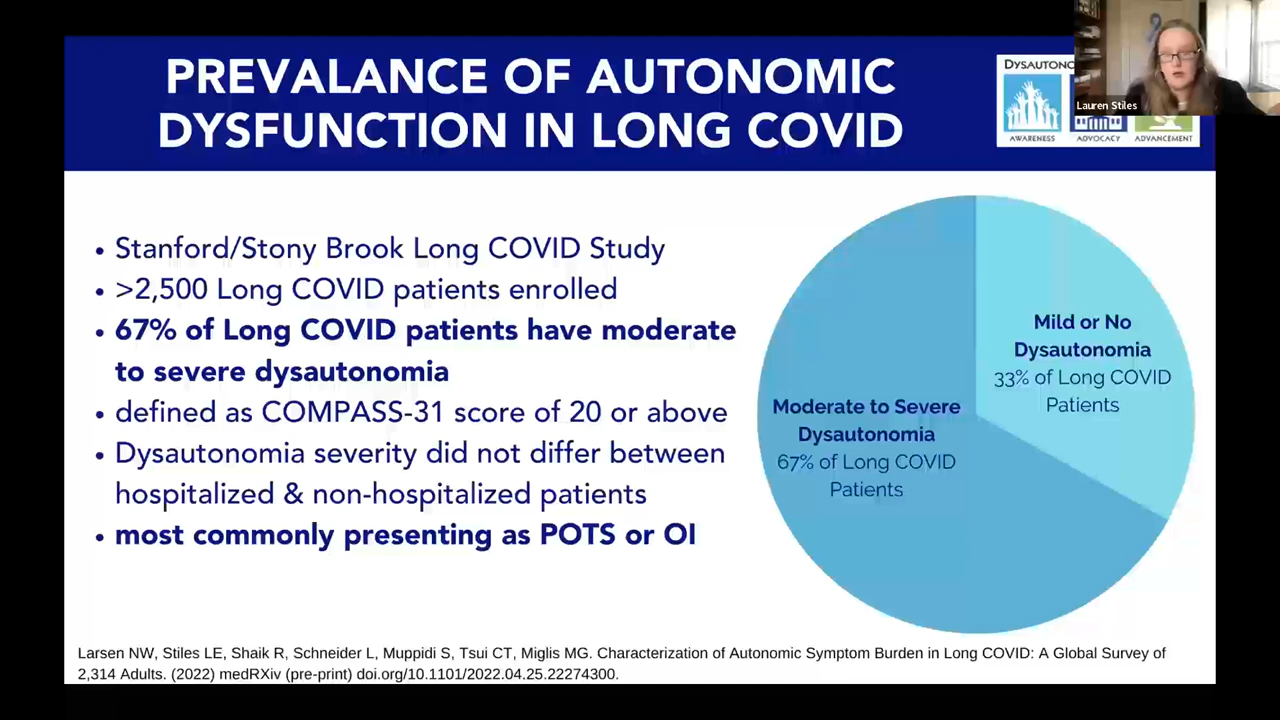 PREVALANCE OF AUTONOMIC
DYSFUNCTION IN LONG COVID
AWARENESS
ADVOCACY
ADVANCEMENT
Lauren Stiles
• Stanford/Stony Brook Long COVID Study
• >2,500 Long COVID patients enrolled
• 67% of Long COVID patients have moderate
to severe dysautonomia
• defined as COMPASS-31 score of 20 or above
• Dysautonomia severity did not differ between
hospitalized & non-hospitalized patients
• most commonly presenting as POTS or OI
Mild or No
Dysautonomia
33% of Long COVID
Patients
Moderate to Severe
Dysautonomia
67% of Long COVID
Patients
Larsen NW, Stiles LE, Shaik R, Schneider L, Muppidi S, Tsui CT, Miglis MG. Characterization of Autonomic Symptom Burden in Long COVID: A Global Survey of
2,314 Adults. (2022) medRXiv (pre-print) doi.org/10.1101/2022.04.25.22274300.